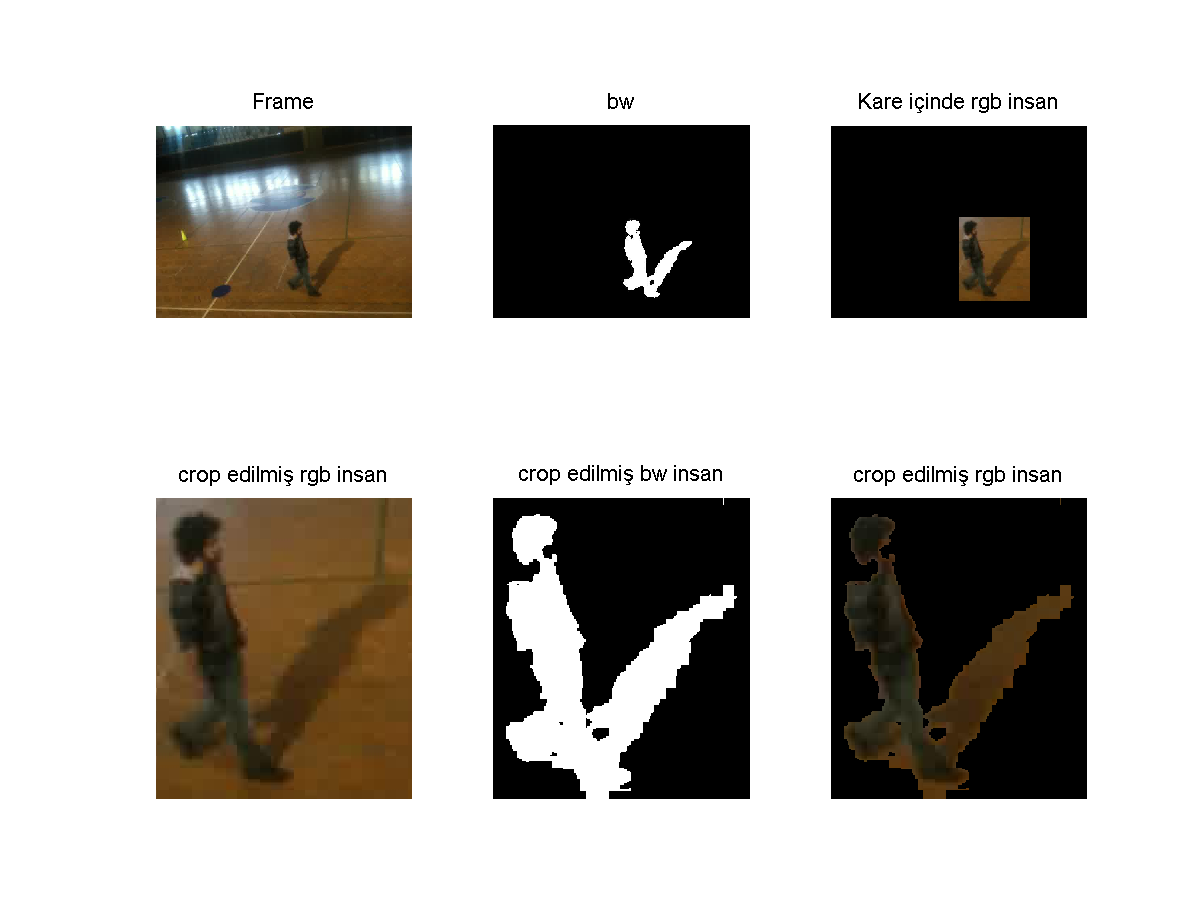 Frame
bw
Kare içinde rgb insan
crop edilmiş rgb insan
crop edilmiş bw insan
crop edilmiş rgb insan